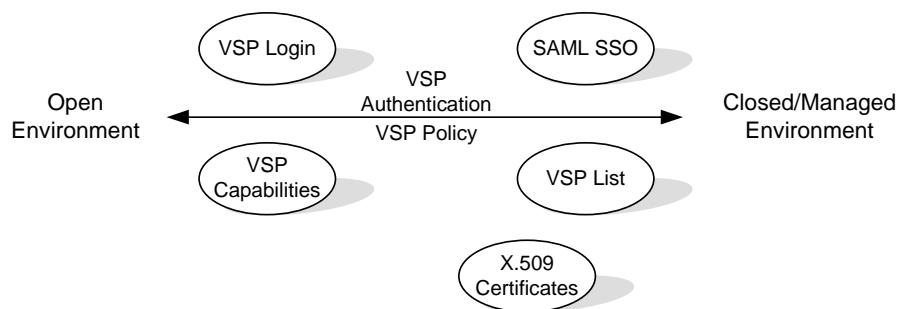 VSP Login
SAML SSO
VSP
Authentication
Open
Environment
Closed/Managed
Environment
VSP Policy
VSP
Capabilities
VSP List
X.509
Certificates